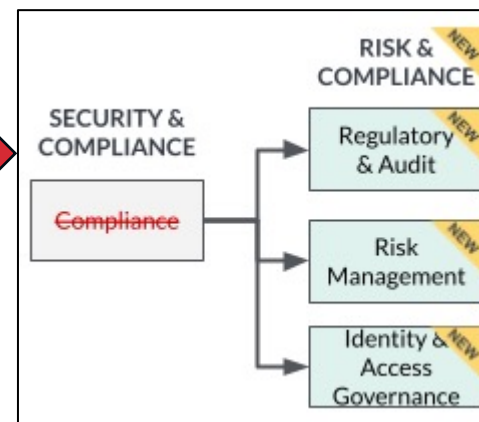 SECURITY &
COMPLIANCE
Compliance
RISK &
COMPLIANCE
NEW
Regulatory
& Audit
NEW
Risk
Management
NEW
Identity &
Access
Governance
NEW